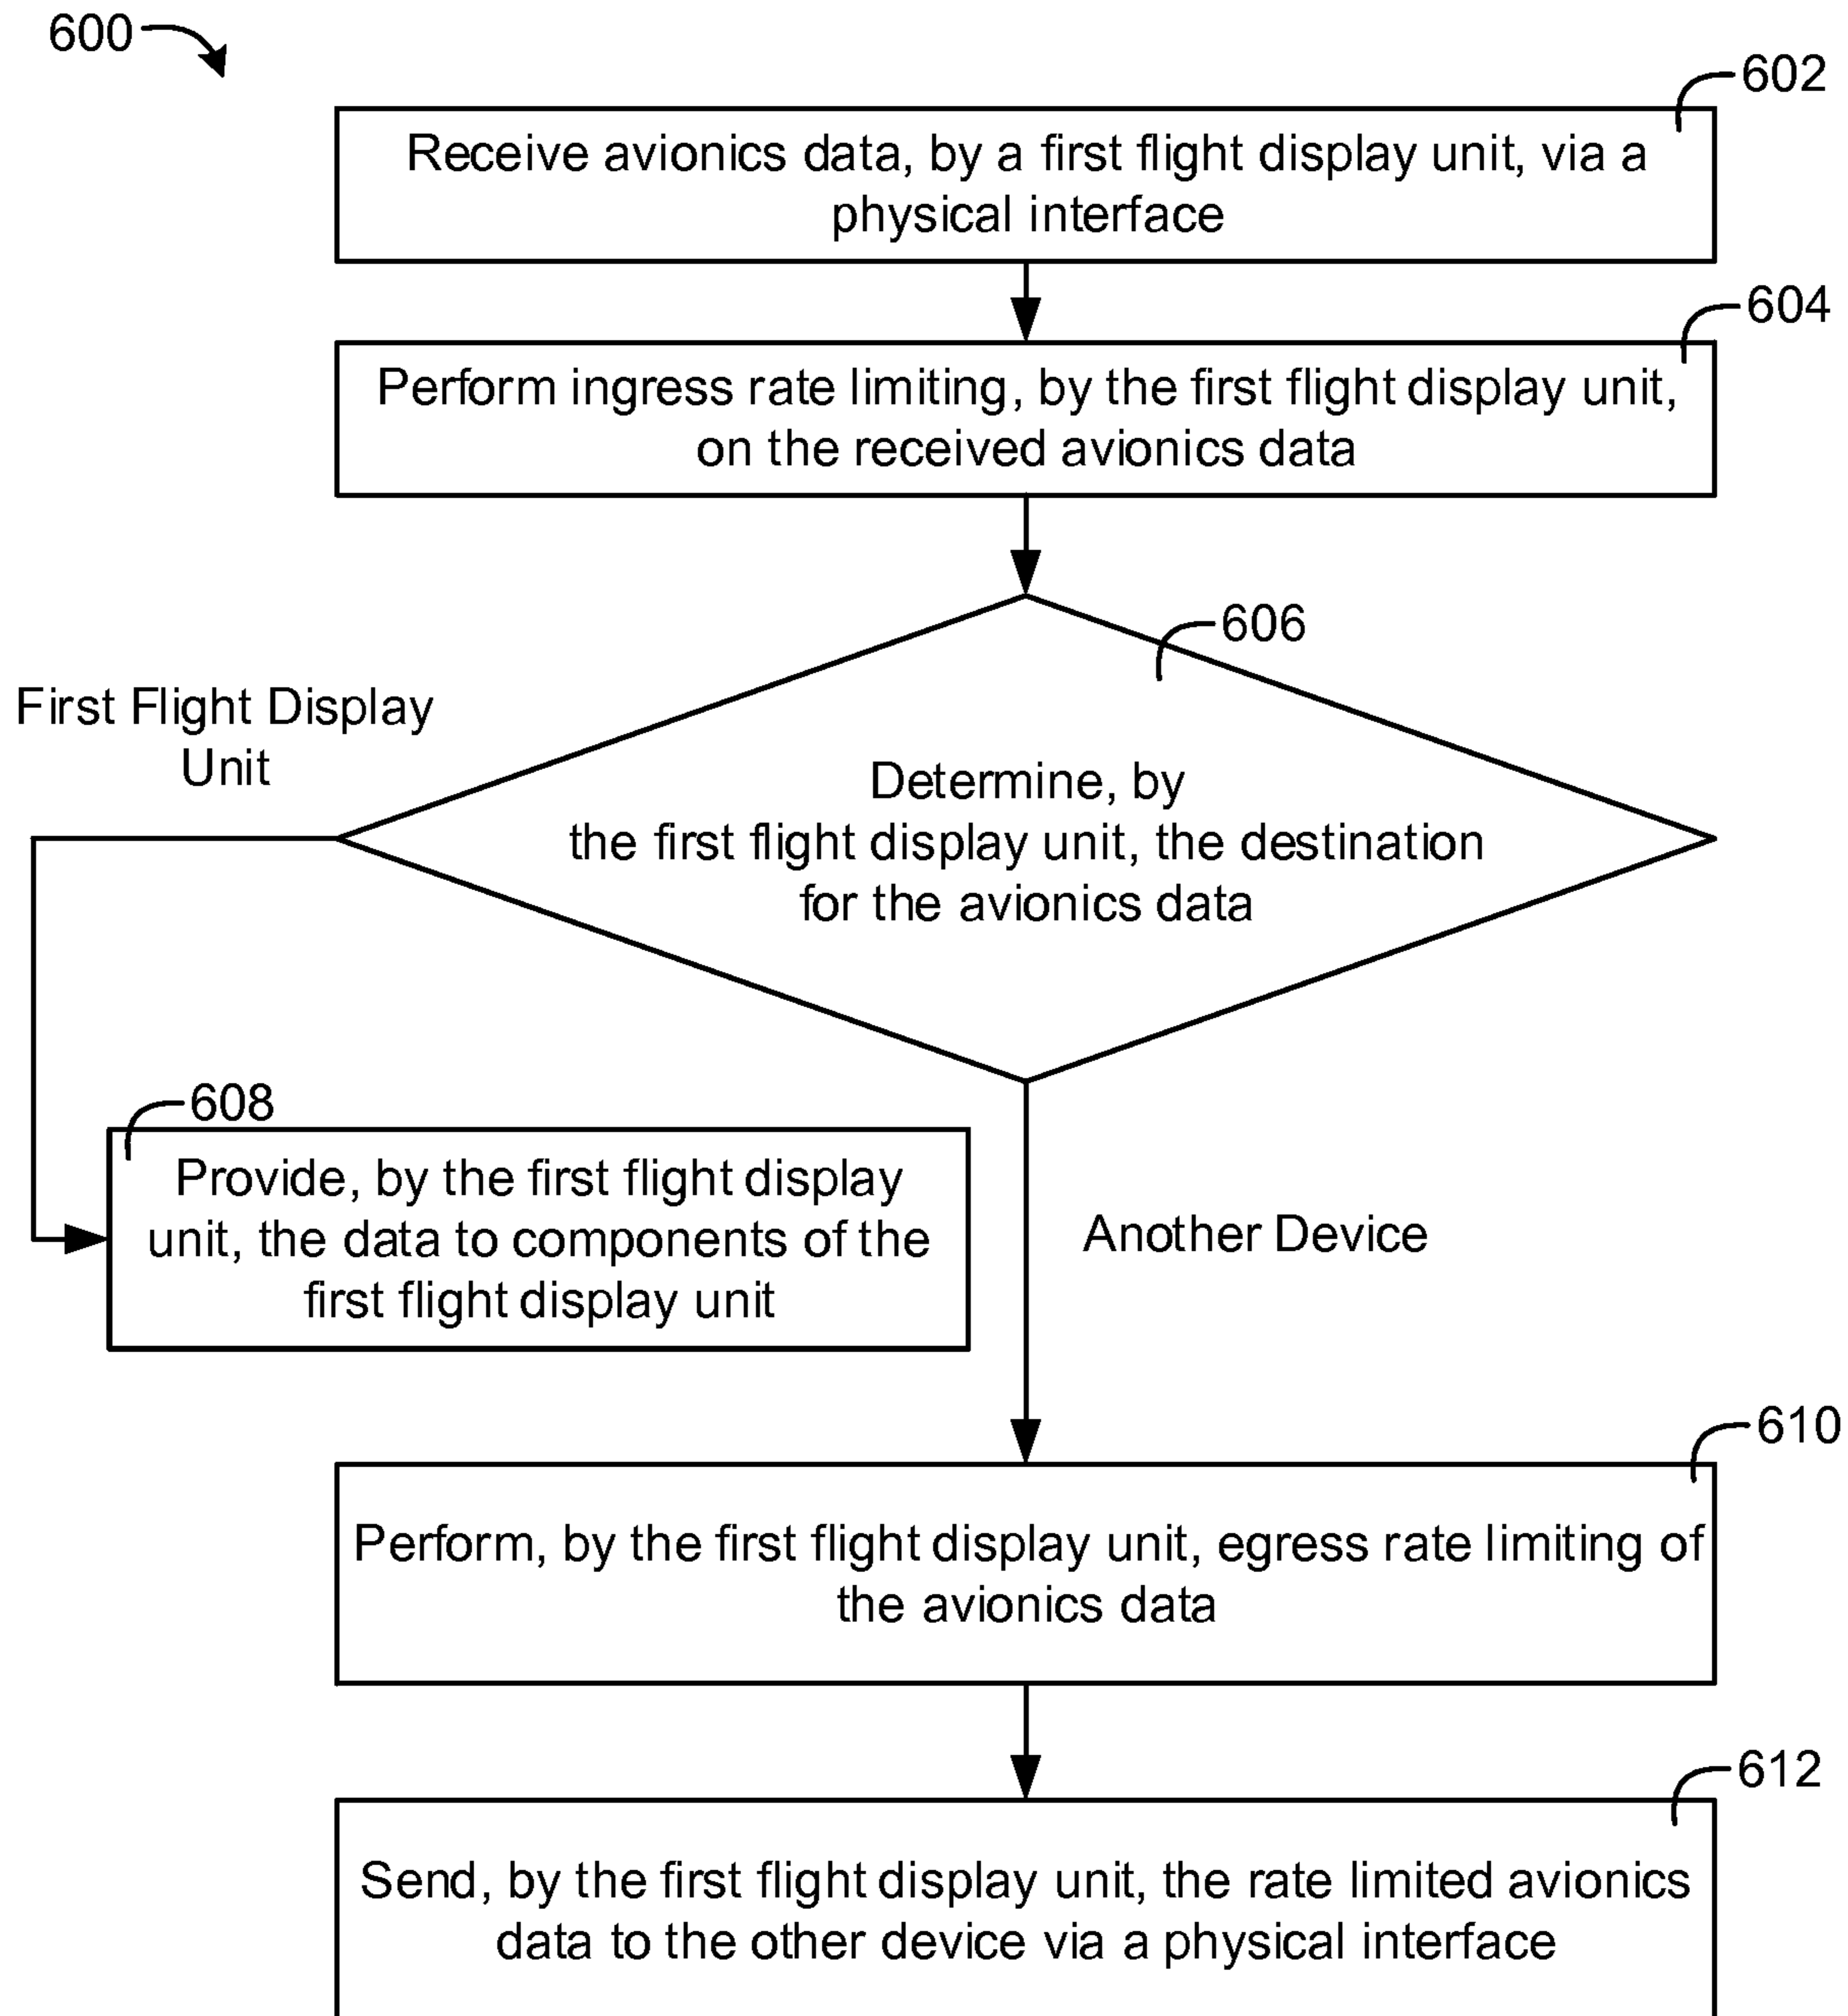 600
602
Receive avionics data, by a first flight display unit, via a
physical interface
604
Perform ingress rate limiting, by the first flight display unit,
on the received avionics data
606
First Flight Display
Unit
Determine, by
the first flight display unit, the destination
for the avionics data
608
Provide, by the first flight display
unit, the data to components of the
first flight display unit
Another Device
610
Perform, by the first flight display unit, egress rate limiting of
the avionics data
612
Send, by the first flight display unit, the rate limited avionics
data to the other device via a physical interface